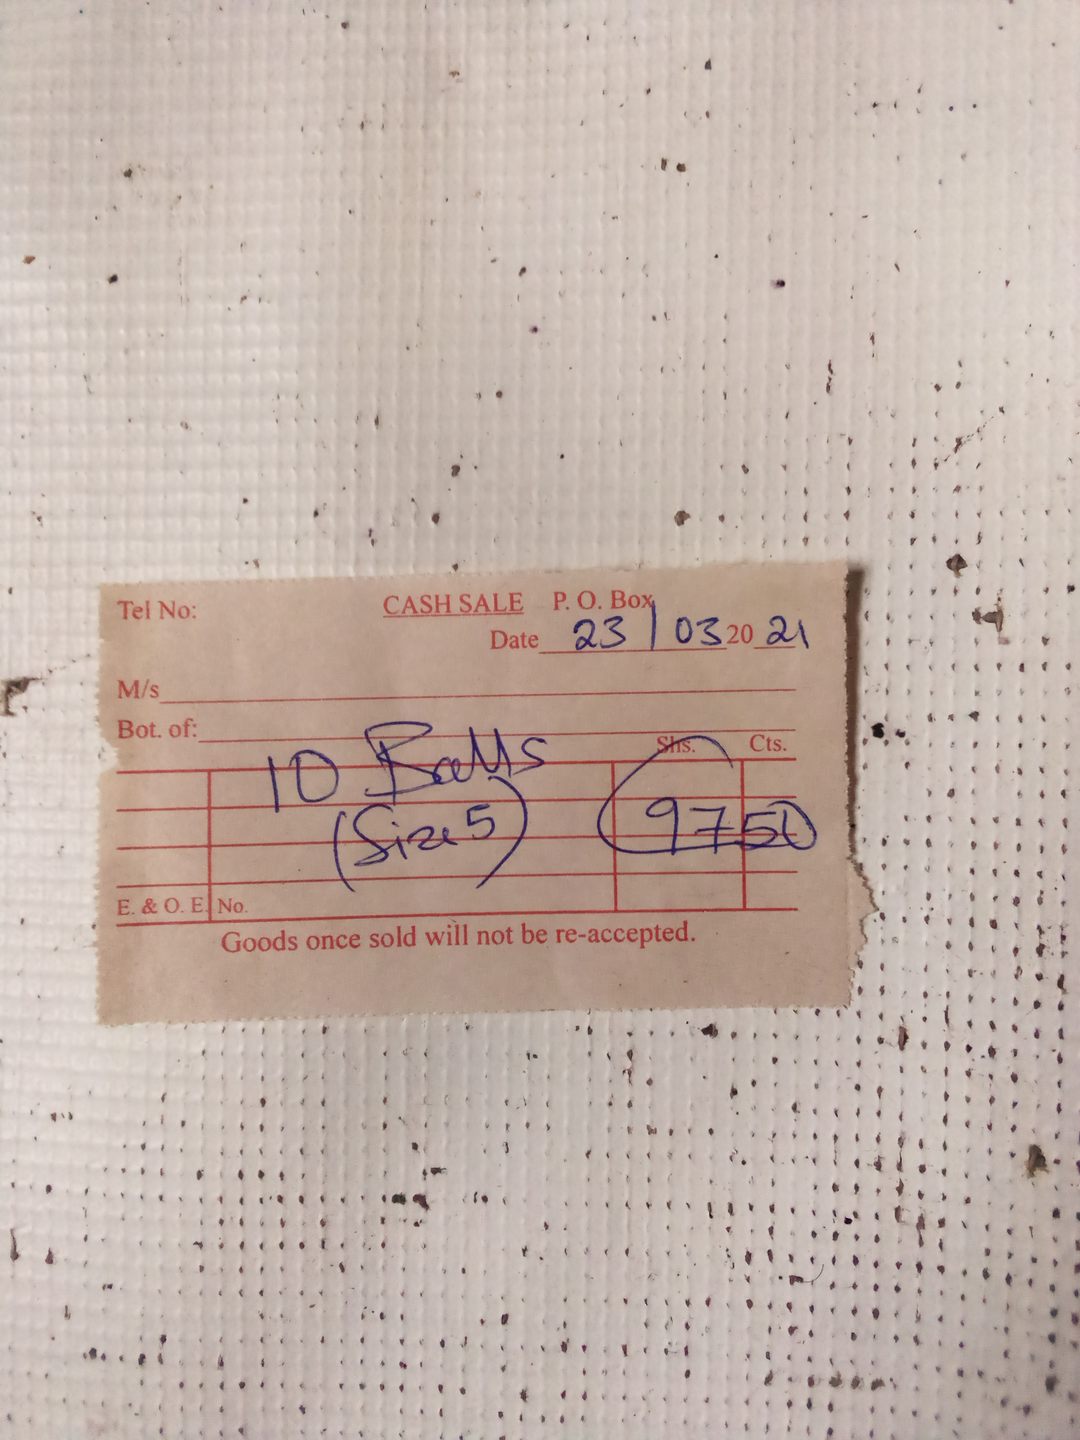 Tel No: CASH SALE P. O. Box
Date 23/03 20 21
M/s
Bot. of:
Shs. Cts.
10 Balls
(Size 5) 9750
E. & O. E. No.
Goods once sold will not be re-accepted.